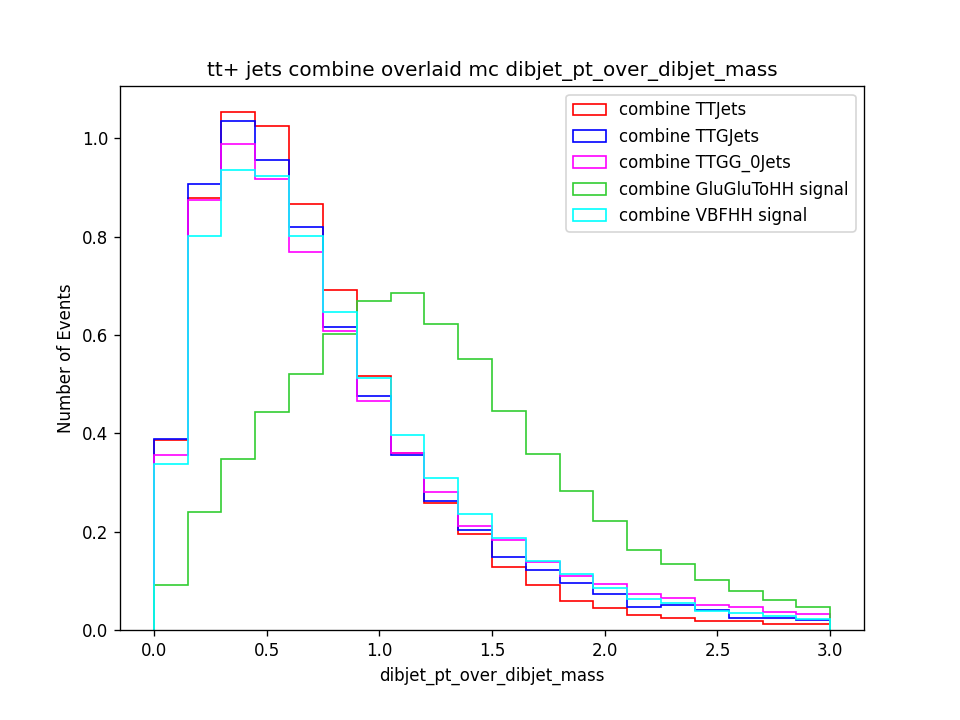 tt+ jets combine overlaid mc dibjet_pt_over_dibjet_mass
combine TTJets
combine TTGJets
combine TTGG_0Jets
combine GluGluToHH signal
combine VBFHH signal
Number of Events
1.0
0.8
0.6
0.4
0.2
0.0
0.0 0.5 1.0 1.5 2.0 2.5 3.0
dibjet_pt_over_dibjet_mass